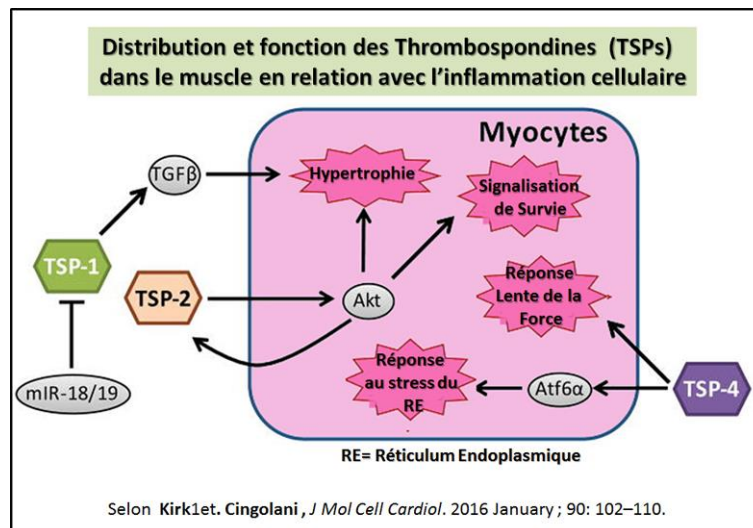 Distribution et fonction des Thrombospondines (TSPs)
dans le muscle en relation avec l'inflammation cellulaire
Myocytes
TGFβ
Hypertrophie
Signalisation
de Survie
TSP-1
TSP-2
Akt
Réponse
Lente de la
Force
mIR-18/19
Réponse
au stress du
RE
Atf6α
TSP-4
RE= Réticulum Endoplasmique
Selon Kirk1et. Cingolani , J Mol Cell Cardiol. 2016 January ; 90: 102–110.